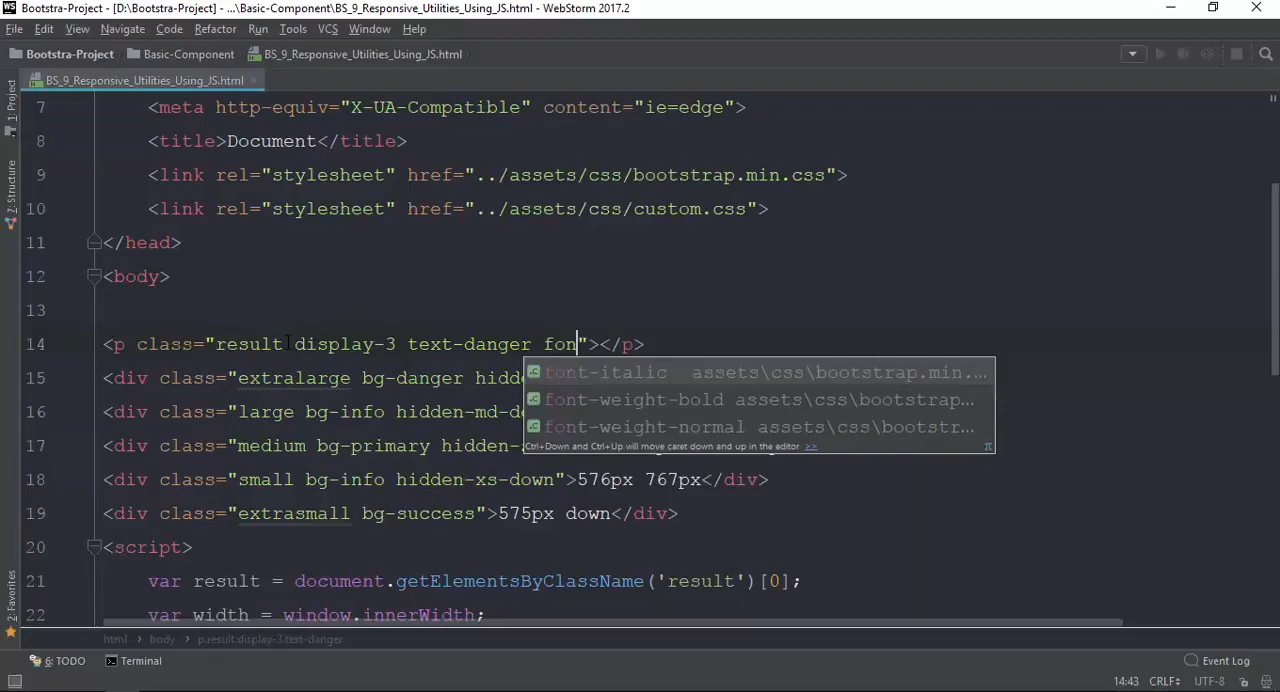 WS Bootstra-Project - [D:\Bootstra-Project] - ...\Basic-Component\BS_9_Responsive_Utilities_Using_JS.html - WebStorm 2017.2
File Edit View Navigate Code Refactor Run Tools VCS Window Help
Bootstra-Project Basic-Component BS_9_Responsive_Utilities_Using_JS.html
BS_9_Responsive_Utilities_Using_JS.html
1: Project
7: Structure
2: Favorites
7 <meta http-equiv="X-UA-Compatible" content="ie=edge">
8 <title>Document</title>
9 <link rel="stylesheet" href="../assets/css/bootstrap.min.css">
10 <link rel="stylesheet" href="../assets/css/custom.css">
11 </head>
12 <body>
13
14 <p class="result display-3 text-danger fon"></p>
15 <div class="extralarge bg-danger hidd
font-italic assets\css\bootstrap.min....
16 <div class="large bg-info hidden-md-d
font-weight-bold assets\css\bootstrap...
font-weight-normal assets\css\bootstr...
17 <div class="medium bg-primary hidden-
Ctrl+Down and Ctrl+Up will move caret down and up in the editor >> π
18 <div class="small bg-info hidden-xs-down">576px 767px</div>
19 <div class="extrasmall bg-success">575px down</div>
20 <script>
21 var result = document.getElementsByClassName('result')[0];
22 var width = window.innerWidth;
html › body › p.result.display-3.text-danger
6: TODO Terminal Event Log
14:43 CRLF÷ UTF-8